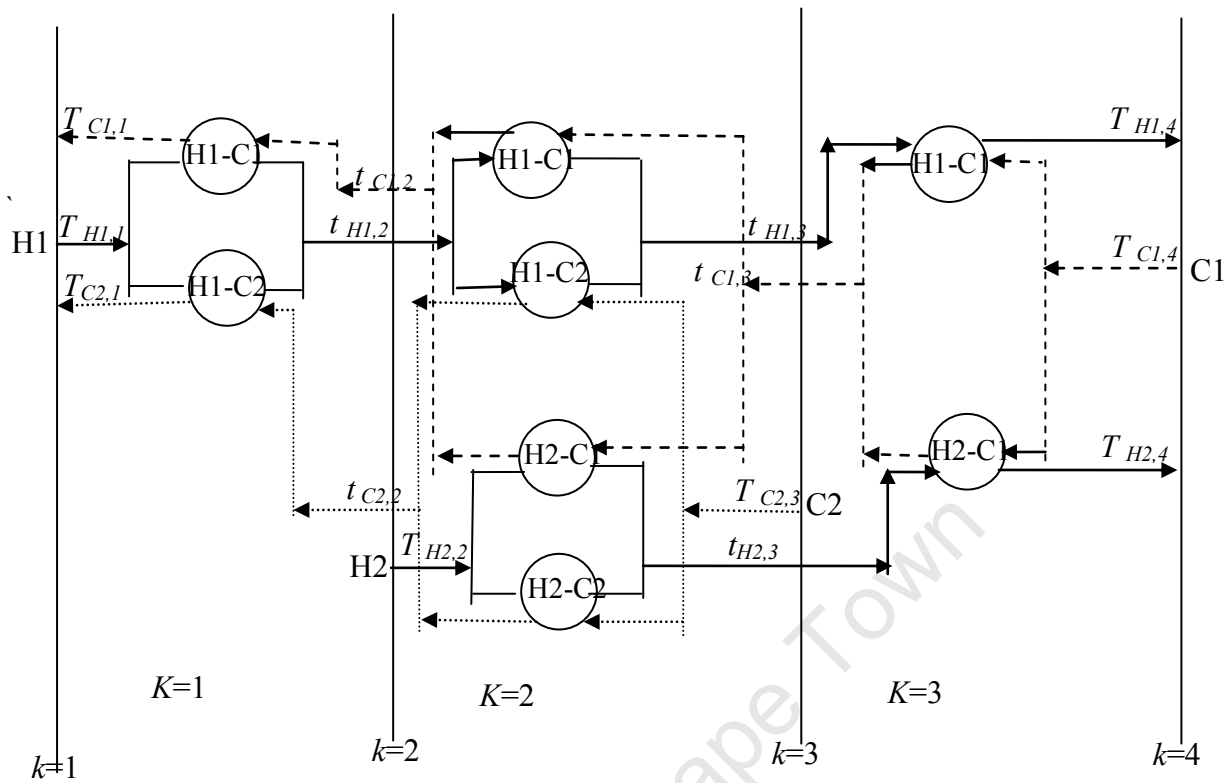 T C1,1
H1-C1
H1-C1
T H1,4
H1-C1
t C1,2
`
H1
T H1,1
t H1,2
t H1,3
T C1,4
C1
T C2,1
H1-C2
H1-C2
t C1,3
H2-C1
H2-C1
T H2,4
t C2,2
T C2,3
C2
H2
T H2,2
t H2,3
H2-C2
K=1
K=2
K=3
k=1
k=2
k=3
k=4
ape Town